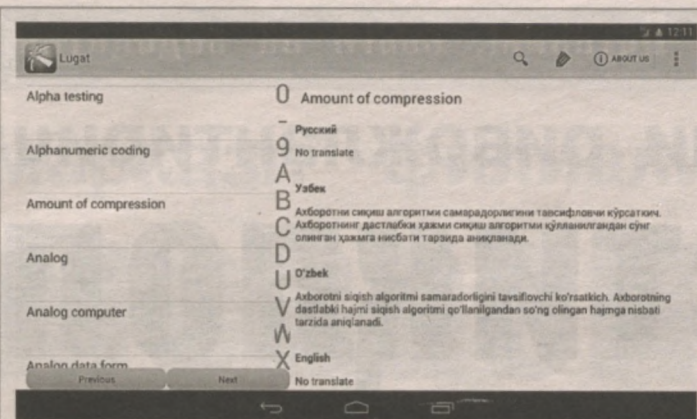 12:11
Lugat
ABOUT US
Alpha testing
Alphanumeric coding
Amount of compression
Analog
Analog computer
Analog data form
Previous
Next
0
–
9
A
B
C
D
U
V
W
X
Amount of compression
Русский
No translate
Узбек
Ахборотни сиқиш алгоритми самарадорлигини тавсифловчи кўрсаткич.
Ахборотнинг дастлабки ҳажми сиқиш алгоритми қўлланилгандан сўнг
олинган ҳажмга нисбати тарзида аниқланади.
O'zbek
Axborotni siqish algoritmi samaradorligini tavsiflovchi ko'rsatkich. Axborotning
dastlabki hajmi siqish algoritmi qo'llanilgandan so'ng olingan hajmga nisbati
tarzida aniqlanadi.
English
No translate